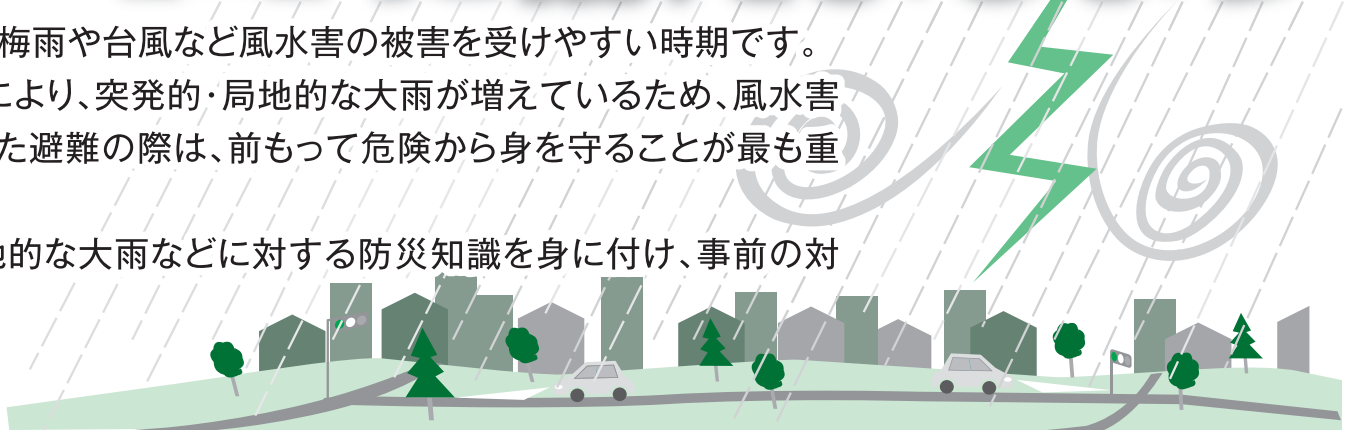 梅雨や台風など風水害の被害を受けやすい時期です。
により、突発的・局地的な大雨が増えているため、風水害
た避難の際は、前もって危険から身を守ることが最も重
的な大雨などに対する防災知識を身に付け、事前の対